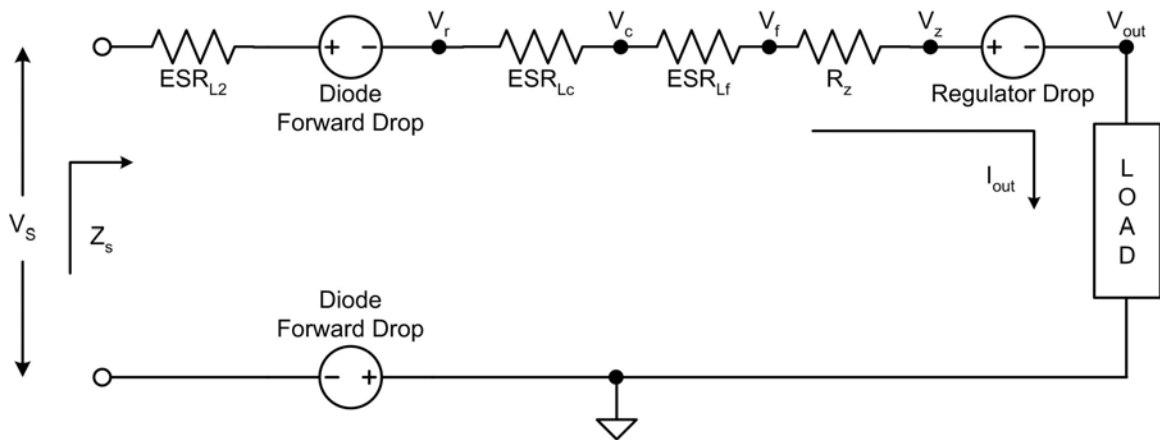 V_r
V_c
V_f
V_z
V_out
+ -
+ -
ESR_L2
Diode
Forward Drop
ESR_Lc
ESR_Lf
R_z
Regulator Drop
I_out
L
O
A
D
V_S
Z_s
Diode
Forward Drop
- +